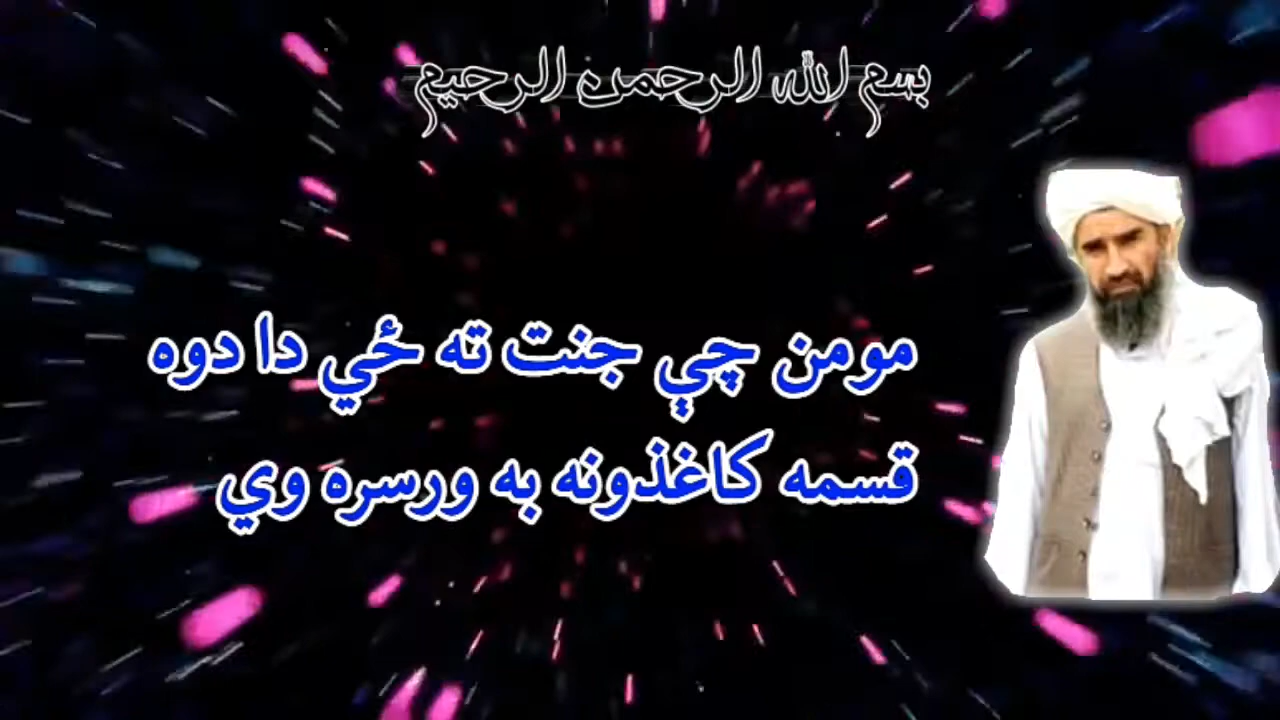 بسم الله الرحمن الرحيم
مومن چې جنت ته ځي دا دوه
قسمه کاغذونه به ورسره وي